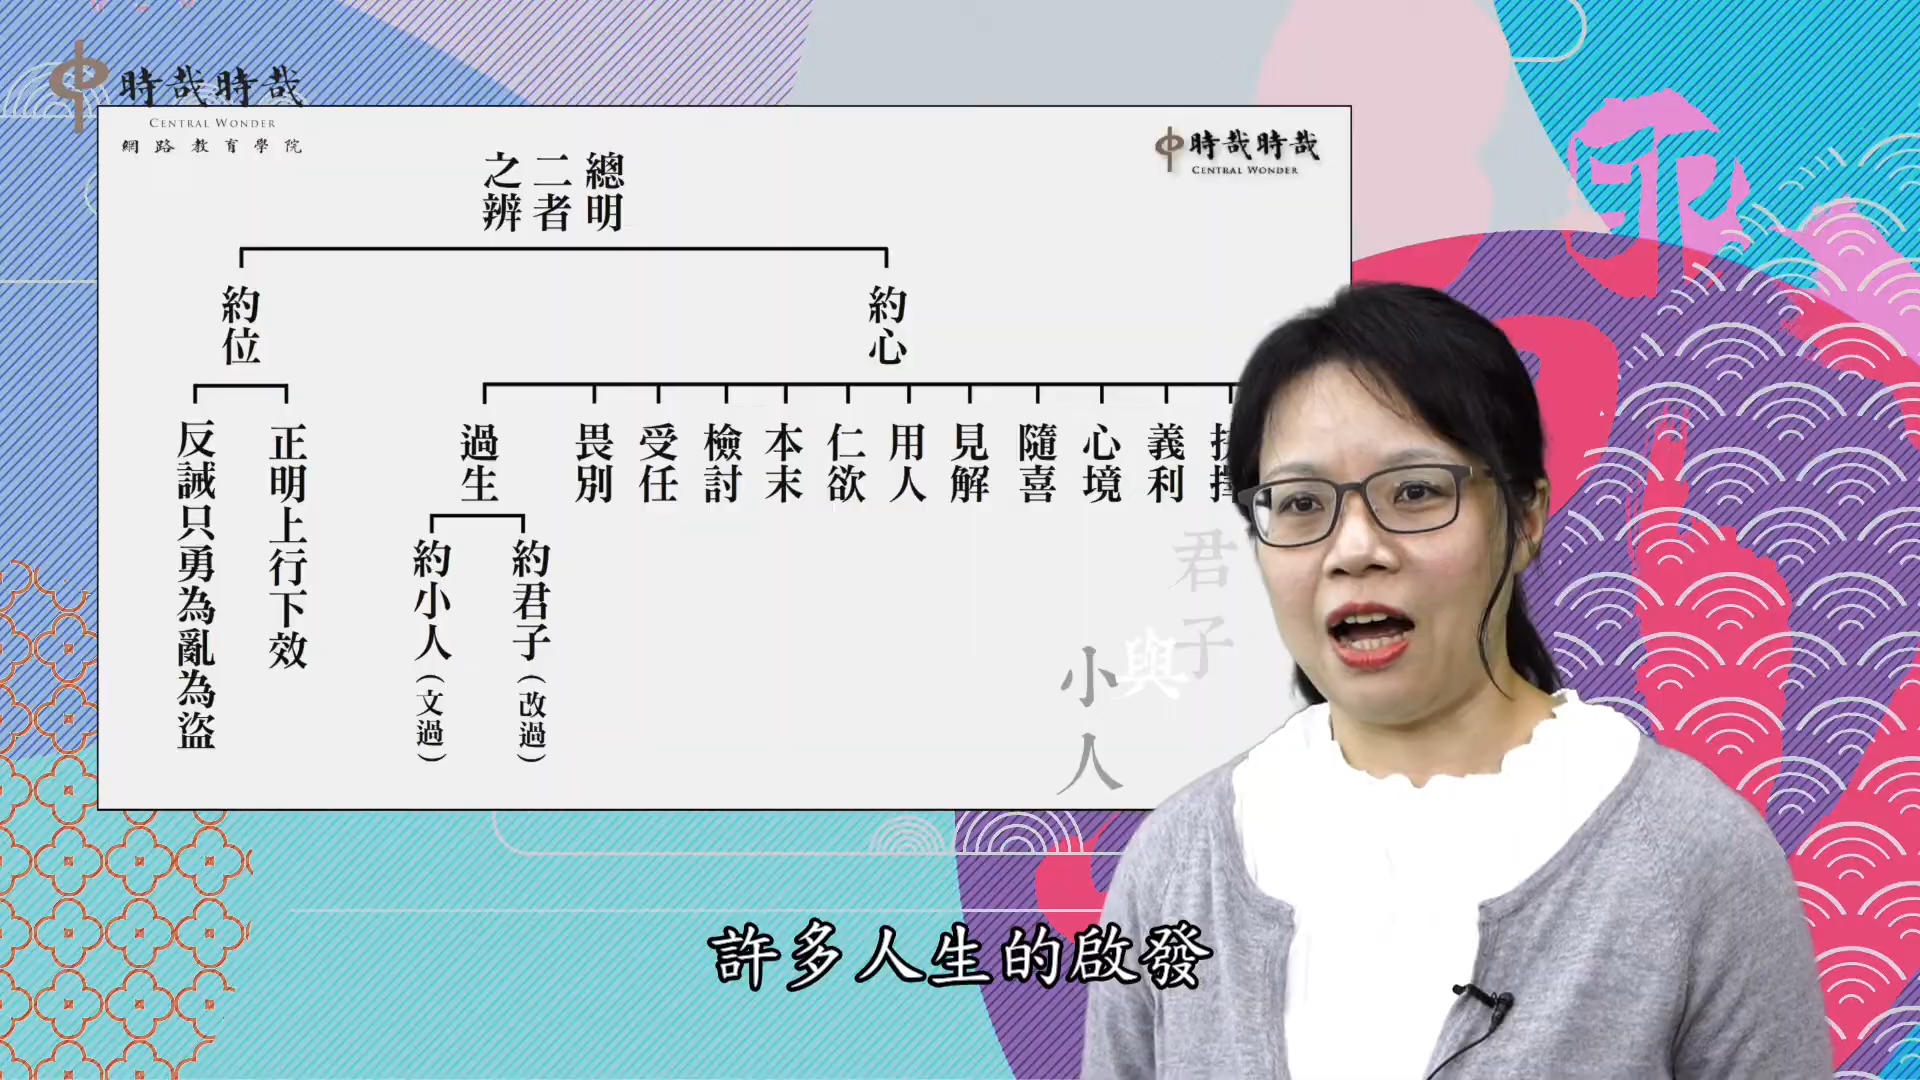 時哉時哉
CENTRAL WONDER
網路教育學院
時哉時哉
CENTRAL WONDER
總明
二者
之辨
約心
約位
義利
心境
隨喜
見解
用人
仁欲
本末
檢討
受任
畏別
過生
約君子(改過)
約小人(文過)
正明上行下效
反誡只勇為亂為盜
君子
與
小人
許多人生的啟發